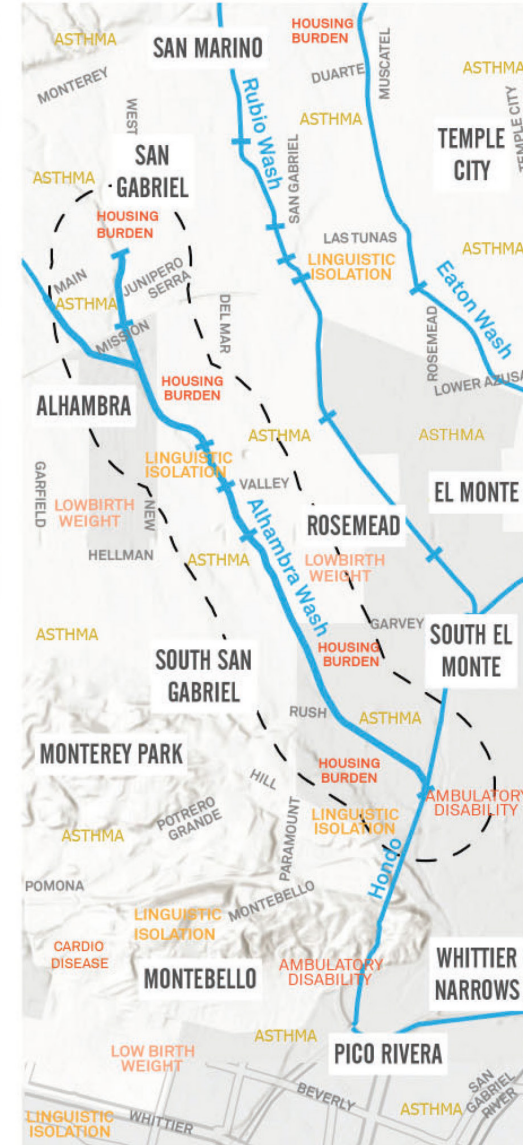 HOUSING
BURDEN
ASTHMA
SAN MARINO
MUSCATEL
DUARTE
ASTHMA
MONTEREY
TEMPLE CITY
Rubio Wash
WEST
ASTHMA
SAN GABRIEL
TEMPLE
CITY
SAN
GABRIEL
ASTHMA
HOUSING
BURDEN
LAS TUNAS
ASTHMA
LINGUISTIC
ISOLATION
Eaton Wash
MAIN
JUNIPERO
SERRA
ASTHMA
DEL MAR
MISSION
ROSEMEAD
LOWER AZUSA
HOUSING
BURDEN
ALHAMBRA
ASTHMA
ASTHMA
LINGUISTIC
ISOLATION
GARFIELD
VALLEY
EL MONTE
LOWBIRTH
WEIGHT
NEW
Alhambra Wash
ROSEMEAD
HELLMAN
ASTHMA
LOWBIRTH
WEIGHT
GARVEY
ASTHMA
SOUTH EL
MONTE
HOUSING
BURDEN
SOUTH SAN
GABRIEL
RUSH
ASTHMA
MONTEREY PARK
HOUSING
BURDEN
HILL
AMBULATORY
DISABILITY
POTRERO
GRANDE
LINGUISTIC
ISOLATION
ASTHMA
PARAMOUNT
Hondo
POMONA
MONTEBELLO
LINGUISTIC
ISOLATION
CARDIO
DISEASE
MONTEBELLO
AMBULATORY
DISABILITY
WHITTIER
NARROWS
ASTHMA
PICO RIVERA
LOW BIRTH
WEIGHT
SAN
GABRIEL
RIVER
BEVERLY
ASTHMA
LINGUISTIC
ISOLATION
WHITTIER